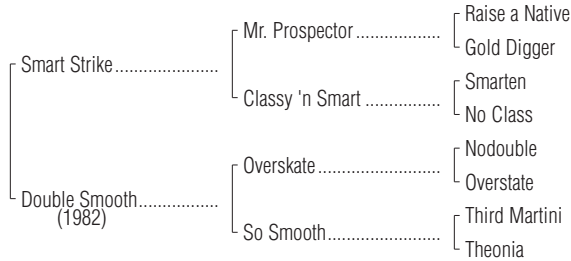 Raise a Native
Mr. Prospector
Gold Digger
Smart Strike
Smarten
Classy 'n Smart
No Class
Nodouble
Overskate
Overstate
Double Smooth
(1982)
Third Martini
So Smooth
Theonia